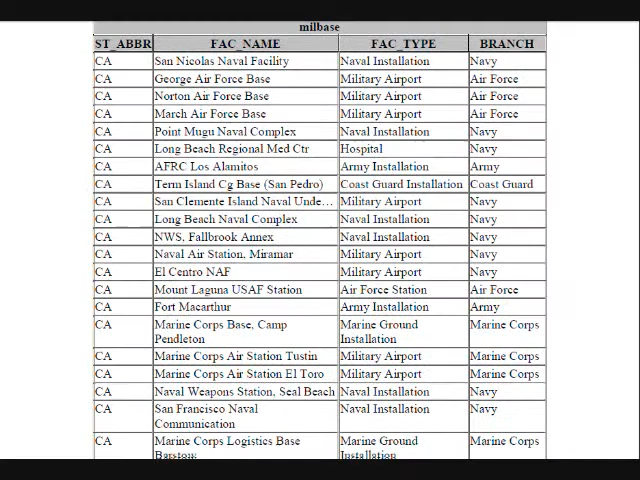 milbase
ST_ABBR FAC_NAME FAC_TYPE BRANCH
CA San Nicolas Naval Facility Naval Installation Navy
CA George Air Force Base Military Airport Air Force
CA Norton Air Force Base Military Airport Air Force
CA March Air Force Base Military Airport Air Force
CA Point Mugu Naval Complex Naval Installation Navy
CA Long Beach Regional Med Ctr Hospital Navy
CA AFRC Los Alamitos Army Installation Army
CA Term Island Cg Base (San Pedro) Coast Guard Installation Coast Guard
CA San Clemente Island Naval Unde... Military Airport Navy
CA Long Beach Naval Complex Naval Installation Navy
CA NWS, Fallbrook Annex Naval Installation Navy
CA Naval Air Station, Miramar Military Airport Navy
CA El Centro NAF Military Airport Navy
CA Mount Laguna USAF Station Air Force Station Air Force
CA Fort Macarthur Army Installation Army
CA Marine Corps Base, Camp Marine Ground Marine Corps
Pendleton Installation
CA Marine Corps Air Station Tustin Military Airport Marine Corps
CA Marine Corps Air Station El Toro Military Airport Marine Corps
CA Naval Weapons Station, Seal Beach Naval Installation Navy
CA San Francisco Naval Naval Installation Navy
Communication
CA Marine Corps Logistics Base Marine Ground Marine Corps
Barstow Installation